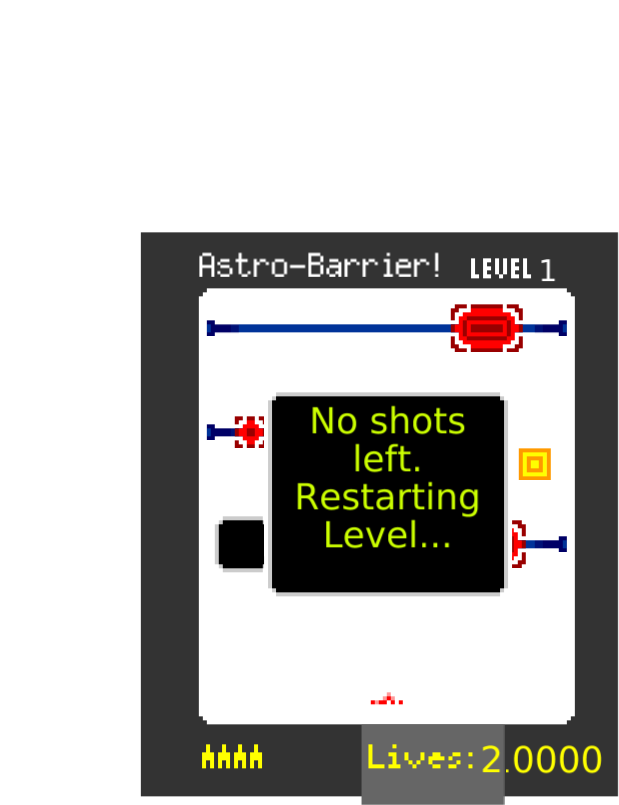 Astro-Barrier! LEVEL 1
No shots
left.
Restarting
Level...
Lives:2.0000